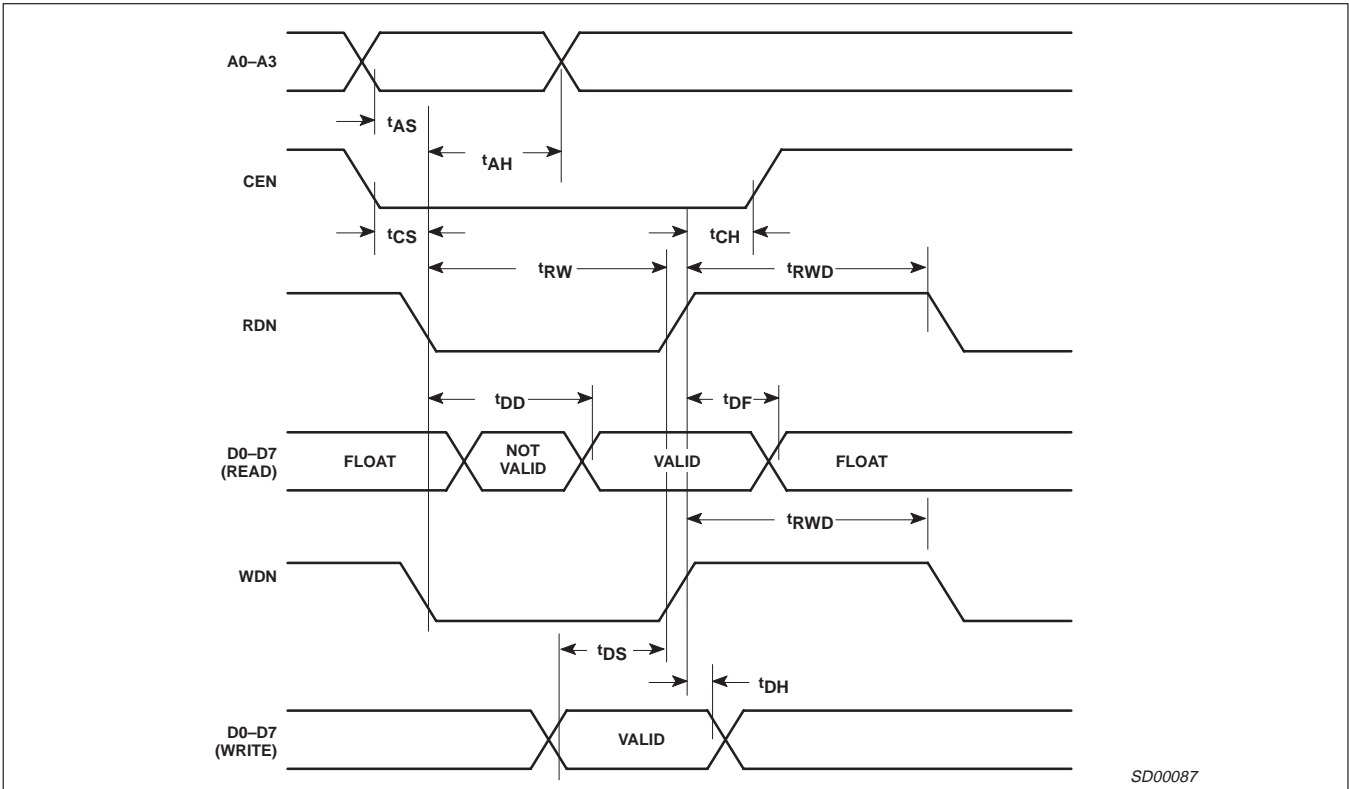 A0–A3
tAS
tAH
CEN
tCS
tCH
tRW
tRWD
RDN
tDD
tDF
D0–D7
(READ)
FLOAT
NOT
VALID
VALID
FLOAT
tRWD
WDN
tDS
tDH
D0–D7
(WRITE)
VALID
SD00087